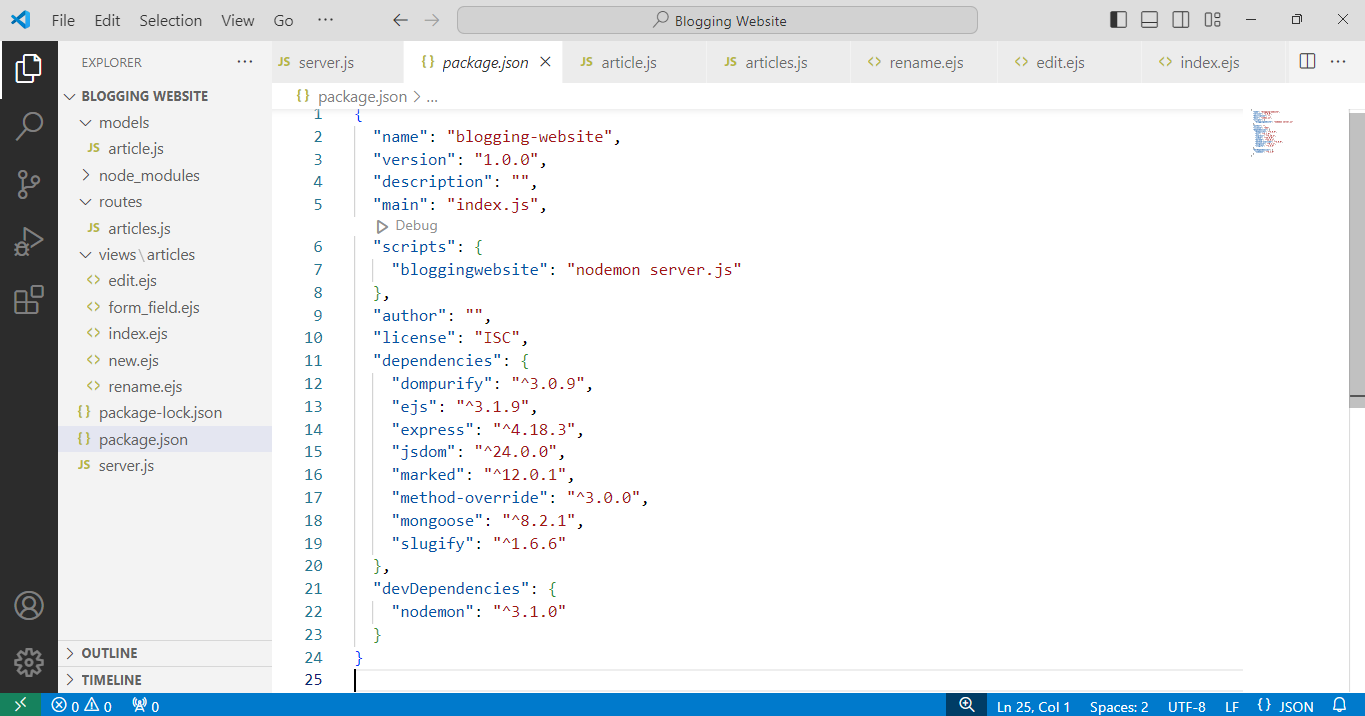 File Edit Selection View Go ··· Blogging Website
EXPLORER ···
BLOGGING WEBSITE
models
JS article.js
node_modules
routes
JS articles.js
views\articles
<> edit.ejs
<> form_field.ejs
<> index.ejs
<> new.ejs
<> rename.ejs
{} package-lock.json
{} package.json
JS server.js
OUTLINE
TIMELINE
JS server.js {} package.json JS article.js JS articles.js <> rename.ejs <> edit.ejs <> index.ejs ···
{} package.json > ...
1 {
2 "name": "blogging-website",
3 "version": "1.0.0",
4 "description": "",
5 "main": "index.js",
Debug
6 "scripts": {
7 "bloggingwebsite": "nodemon server.js"
8 },
9 "author": "",
10 "license": "ISC",
11 "dependencies": {
12 "dompurify": "^3.0.9",
13 "ejs": "^3.1.9",
14 "express": "^4.18.3",
15 "jsdom": "^24.0.0",
16 "marked": "^12.0.1",
17 "method-override": "^3.0.0",
18 "mongoose": "^8.2.1",
19 "slugify": "^1.6.6"
20 },
21 "devDependencies": {
22 "nodemon": "^3.1.0"
23 }
24 }
25
0 0 0 Ln 25, Col 1 Spaces: 2 UTF-8 LF {} JSON